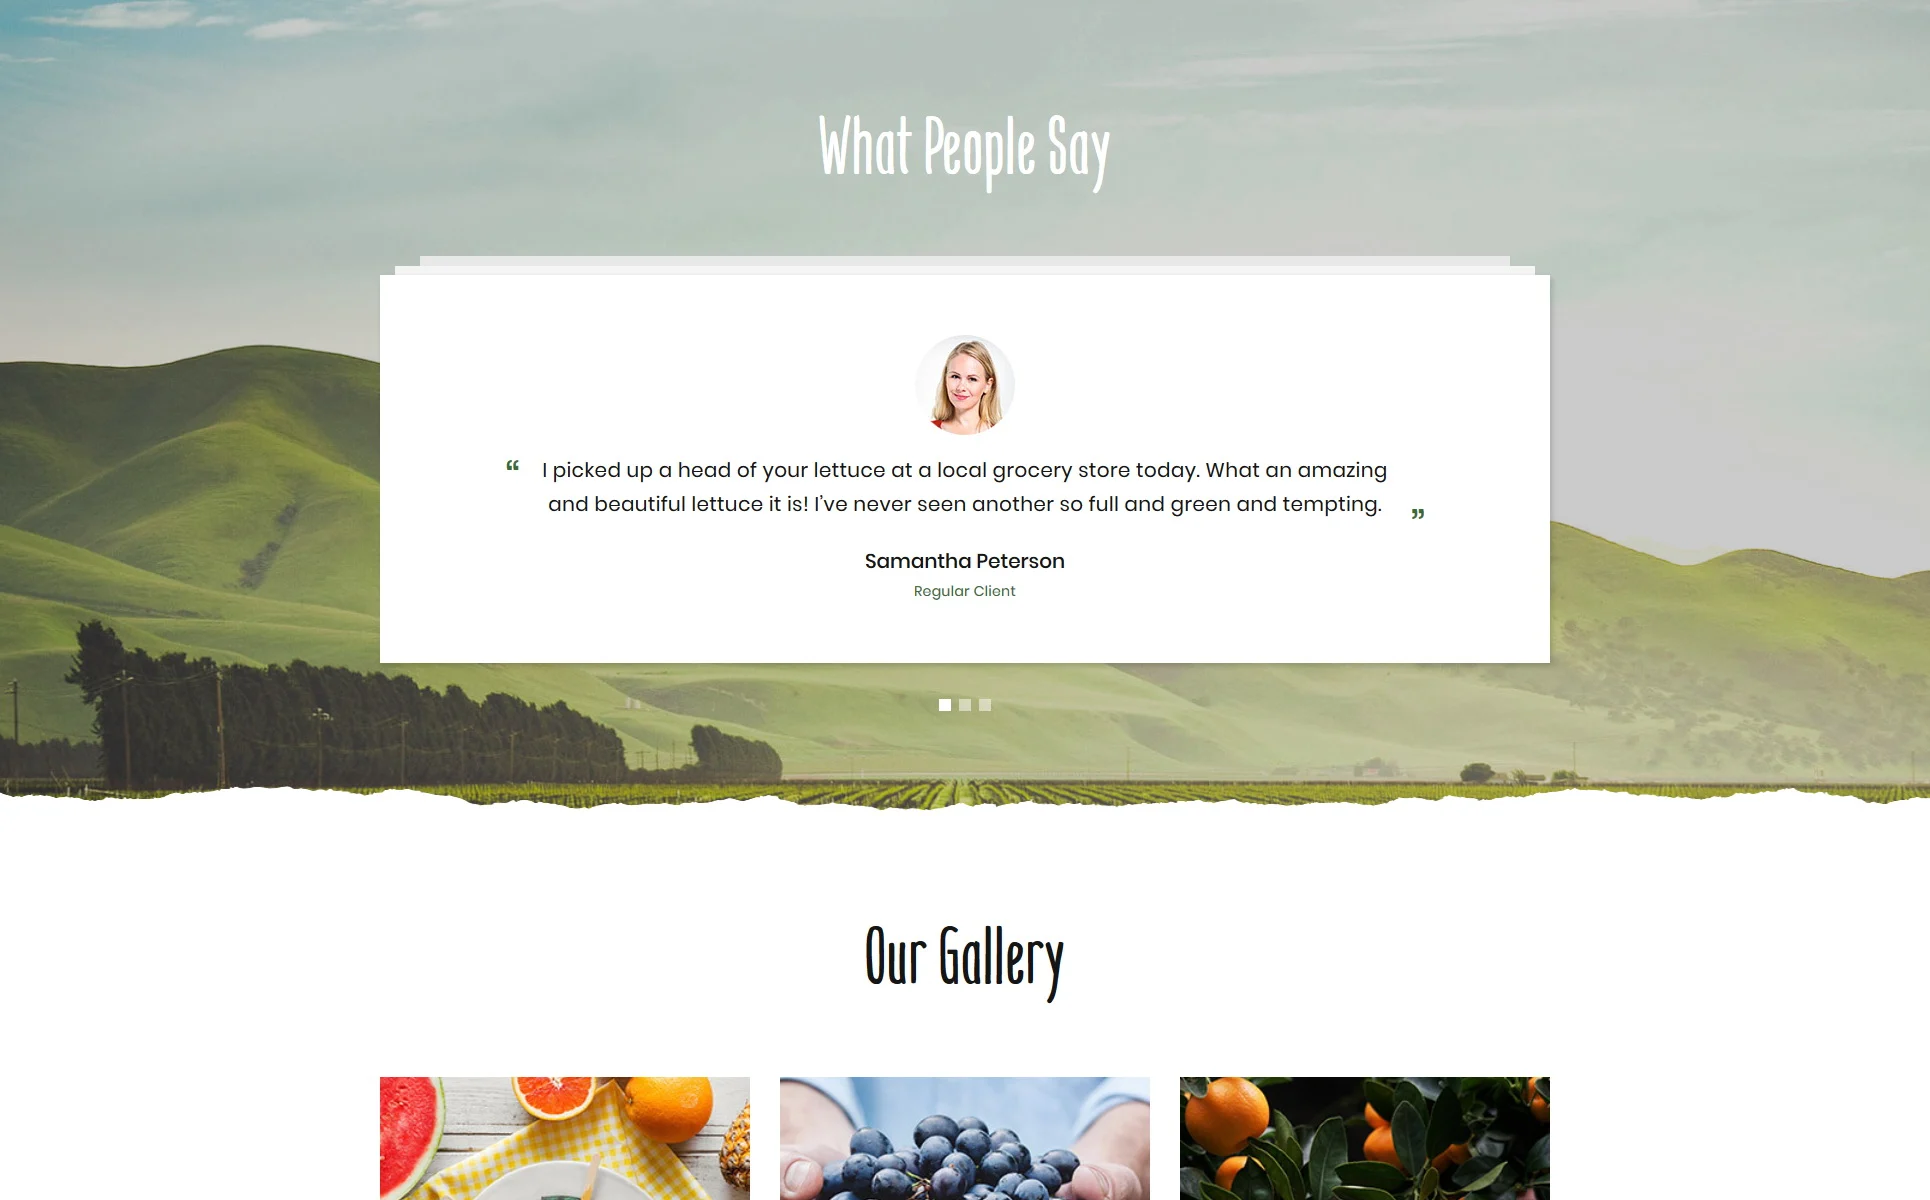 What People Say
“ I picked up a head of your lettuce at a local grocery store today. What an amazing
and beautiful lettuce it is! I’ve never seen another so full and green and tempting. ”
Samantha Peterson
Regular Client
Our Gallery